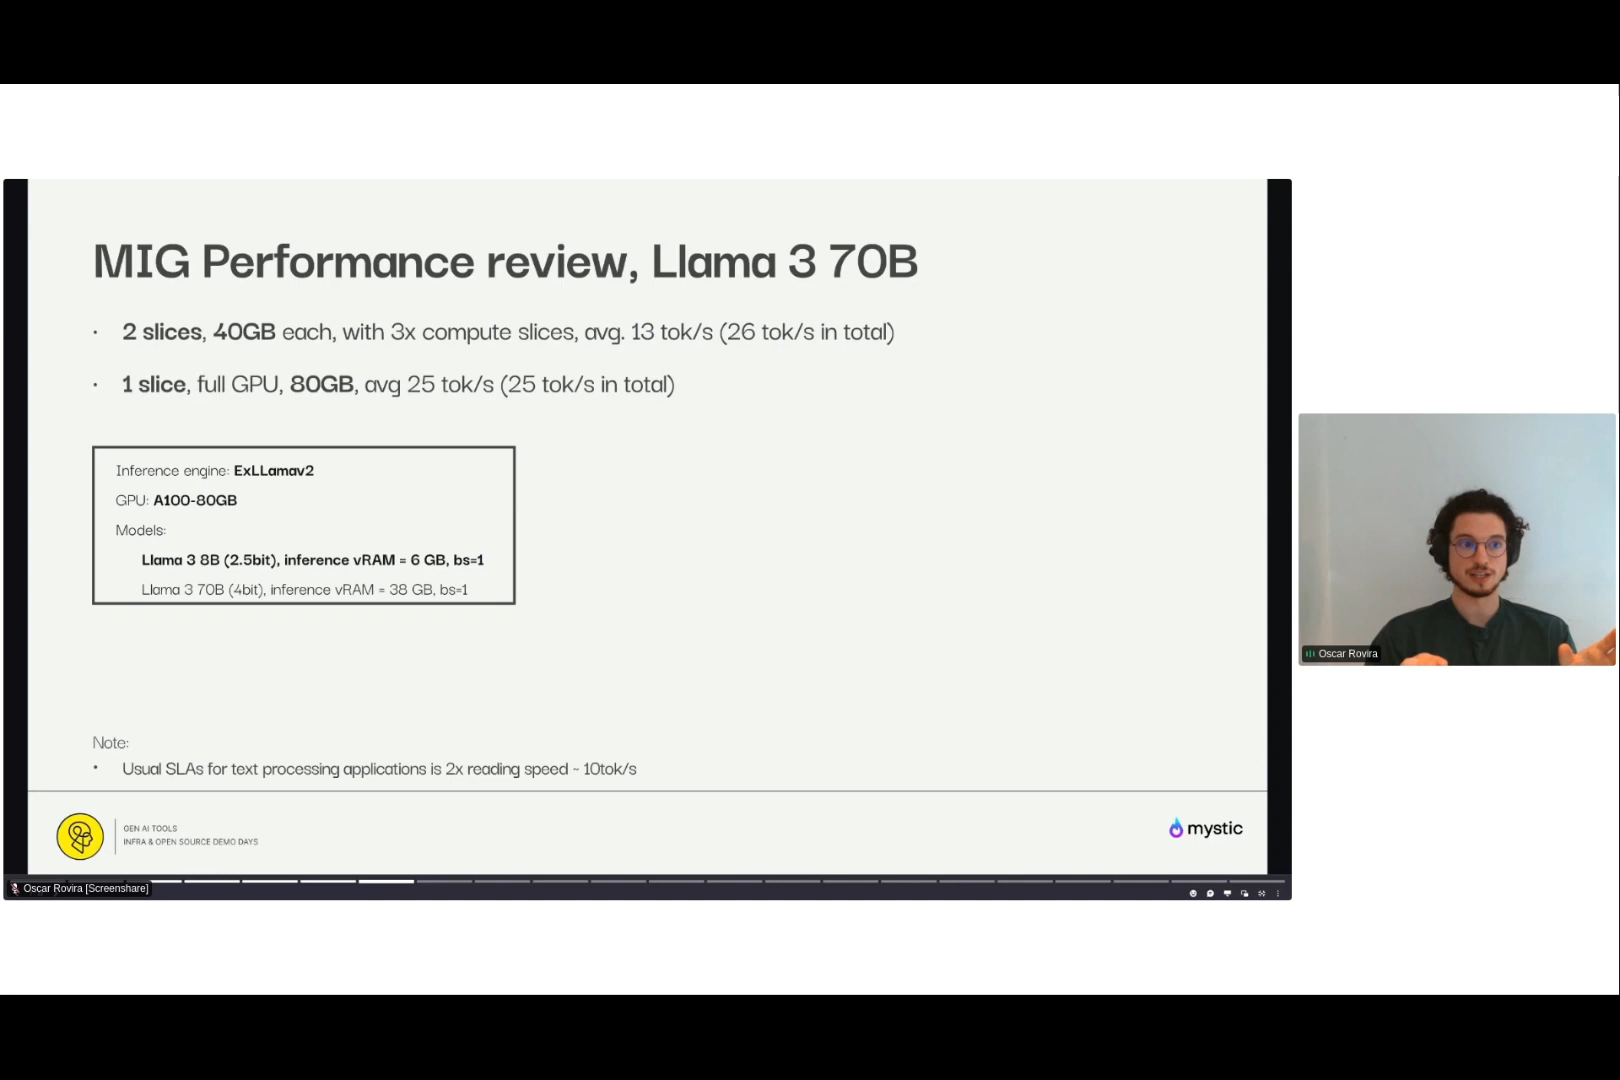 MIG Performance review, Llama 3 70B
· 2 slices, 40GB each, with 3x compute slices, avg. 13 tok/s (26 tok/s in total)
· 1 slice, full GPU, 80GB, avg 25 tok/s (25 tok/s in total)
Inference engine: ExLLamav2
GPU: A100-80GB
Models:
Llama 3 8B (2.5bit), inference vRAM = 6 GB, bs=1
Llama 3 70B (4bit), inference vRAM = 38 GB, bs=1
Note:
· Usual SLAs for text processing applications is 2x reading speed ~ 10tok/s
GEN AI TOOLS
INFRA & OPEN SOURCE DEMO DAYS
mystic
Oscar Rovira [Screenshare]
Oscar Rovira